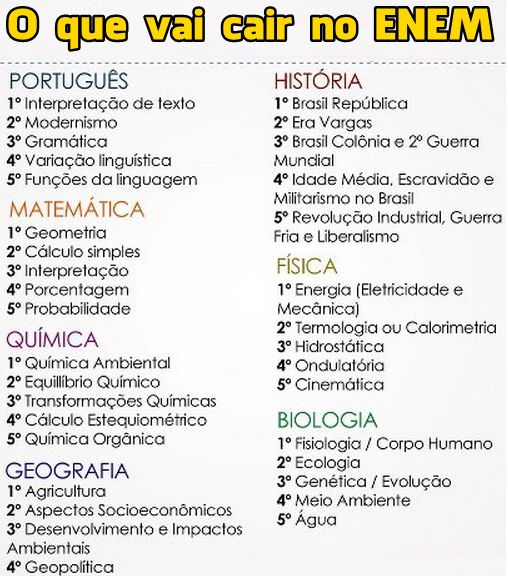 O que vai cair no ENEM
PORTUGUÊS
1º Interpretação de texto
2º Modernismo
3º Gramática
4º Variação linguística
5º Funções da linguagem
MATEMÁTICA
1º Geometria
2º Cálculo simples
3º Interpretação
4º Porcentagem
5º Probabilidade
QUÍMICA
1º Química Ambiental
2º Equillíbrio Químico
3º Transformações Químicas
4º Cálculo Estequiométrico
5º Química Orgânica
GEOGRAFIA
1º Agricultura
2º Aspectos Socioeconômicos
3º Desenvolvimento e Impactos
Ambientais
4º Geopolítica
HISTÓRIA
1º Brasil República
2º Era Vargas
3º Brasil Colônia e 2º Guerra
Mundial
4º Idade Média, Escravidão e
Militarismo no Brasil
5º Revolução Industrial, Guerra
Fria e Liberalismo
FÍSICA
1º Energia (Eletricidade e
Mecânica)
2º Termologia ou Calorimetria
3º Hidrostática
4º Ondulatória
5º Cinemática
BIOLOGIA
1º Fisiologia / Corpo Humano
2º Ecologia
3º Genética / Evolução
4º Meio Ambiente
5º Água